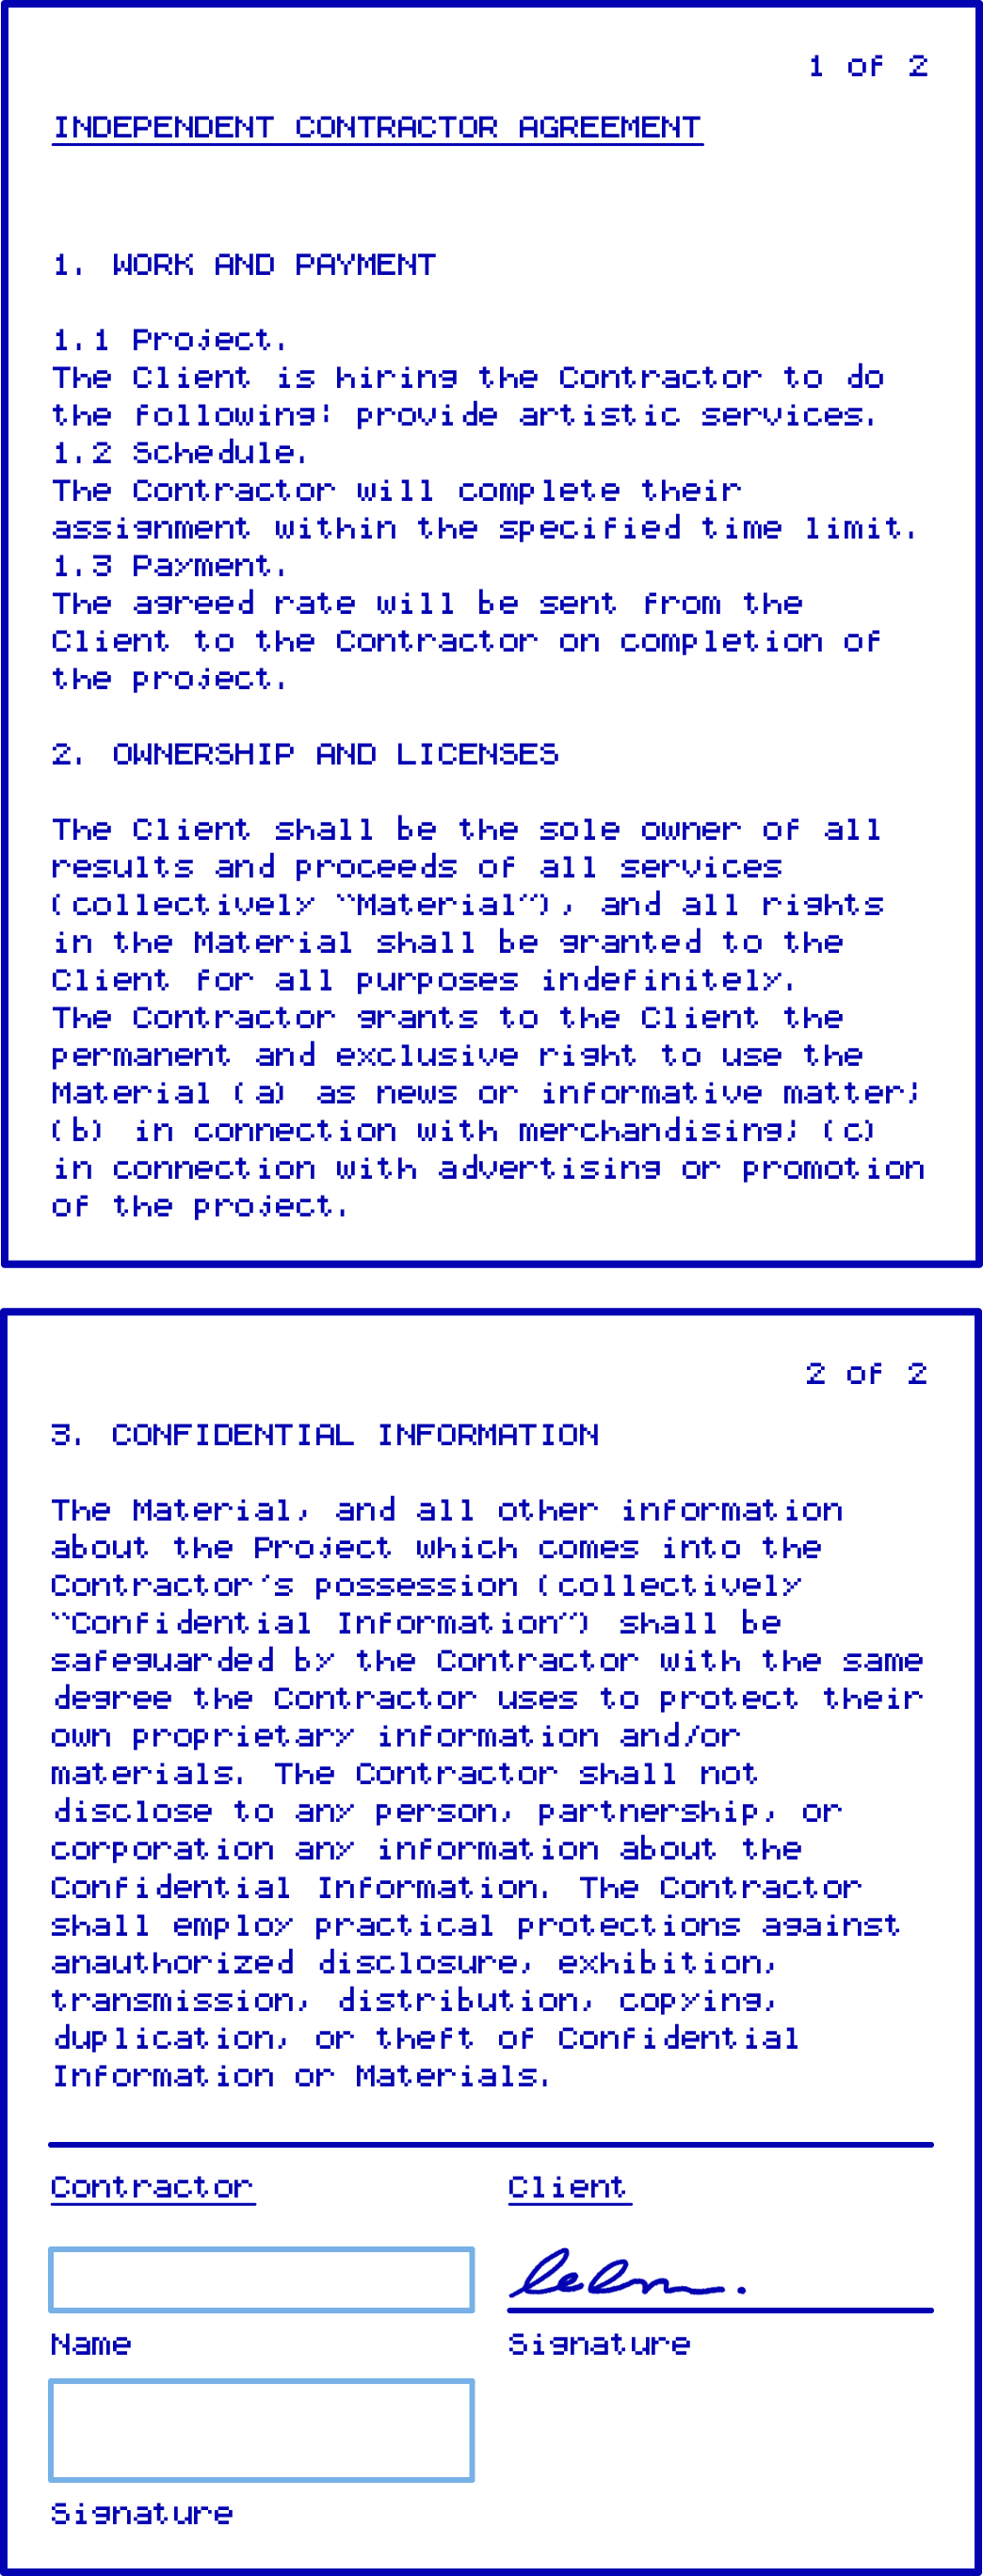 1 of 2
INDEPENDENT CONTRACTOR AGREEMENT
1. WORK AND PAYMENT
1.1 Project.
The Client is hiring the Contractor to do
the following: provide artistic services.
1.2 Schedule.
The Contractor will complete their
assignment within the specified time limit.
1.3 Payment.
The agreed rate will be sent from the
Client to the Contractor on completion of
the project.
2. OWNERSHIP AND LICENSES
The Client shall be the sole owner of all
results and proceeds of all services
(collectively “Material”), and all rights
in the Material shall be granted to the
Client for all purposes indefinitely.
The Contractor grants to the Client the
permanent and exclusive right to use the
Material (a) as news or informative matter;
(b) in connection with merchandising; (c)
in connection with advertising or promotion
of the project.
2 of 2
3. CONFIDENTIAL INFORMATION
The Material, and all other information
about the Project which comes into the
Contractor's possession (collectively
“Confidential Information”) shall be
safeguarded by the Contractor with the same
degree the Contractor uses to protect their
own proprietary information and/or
materials. The Contractor shall not
disclose to any person, partnership, or
corporation any information about the
Confidential Information. The Contractor
shall employ practical protections against
anauthorized disclosure, exhibition,
transmission, distribution, copying,
duplication, or theft of Confidential
Information or Materials.
Contractor Client
Name Signature
Signature